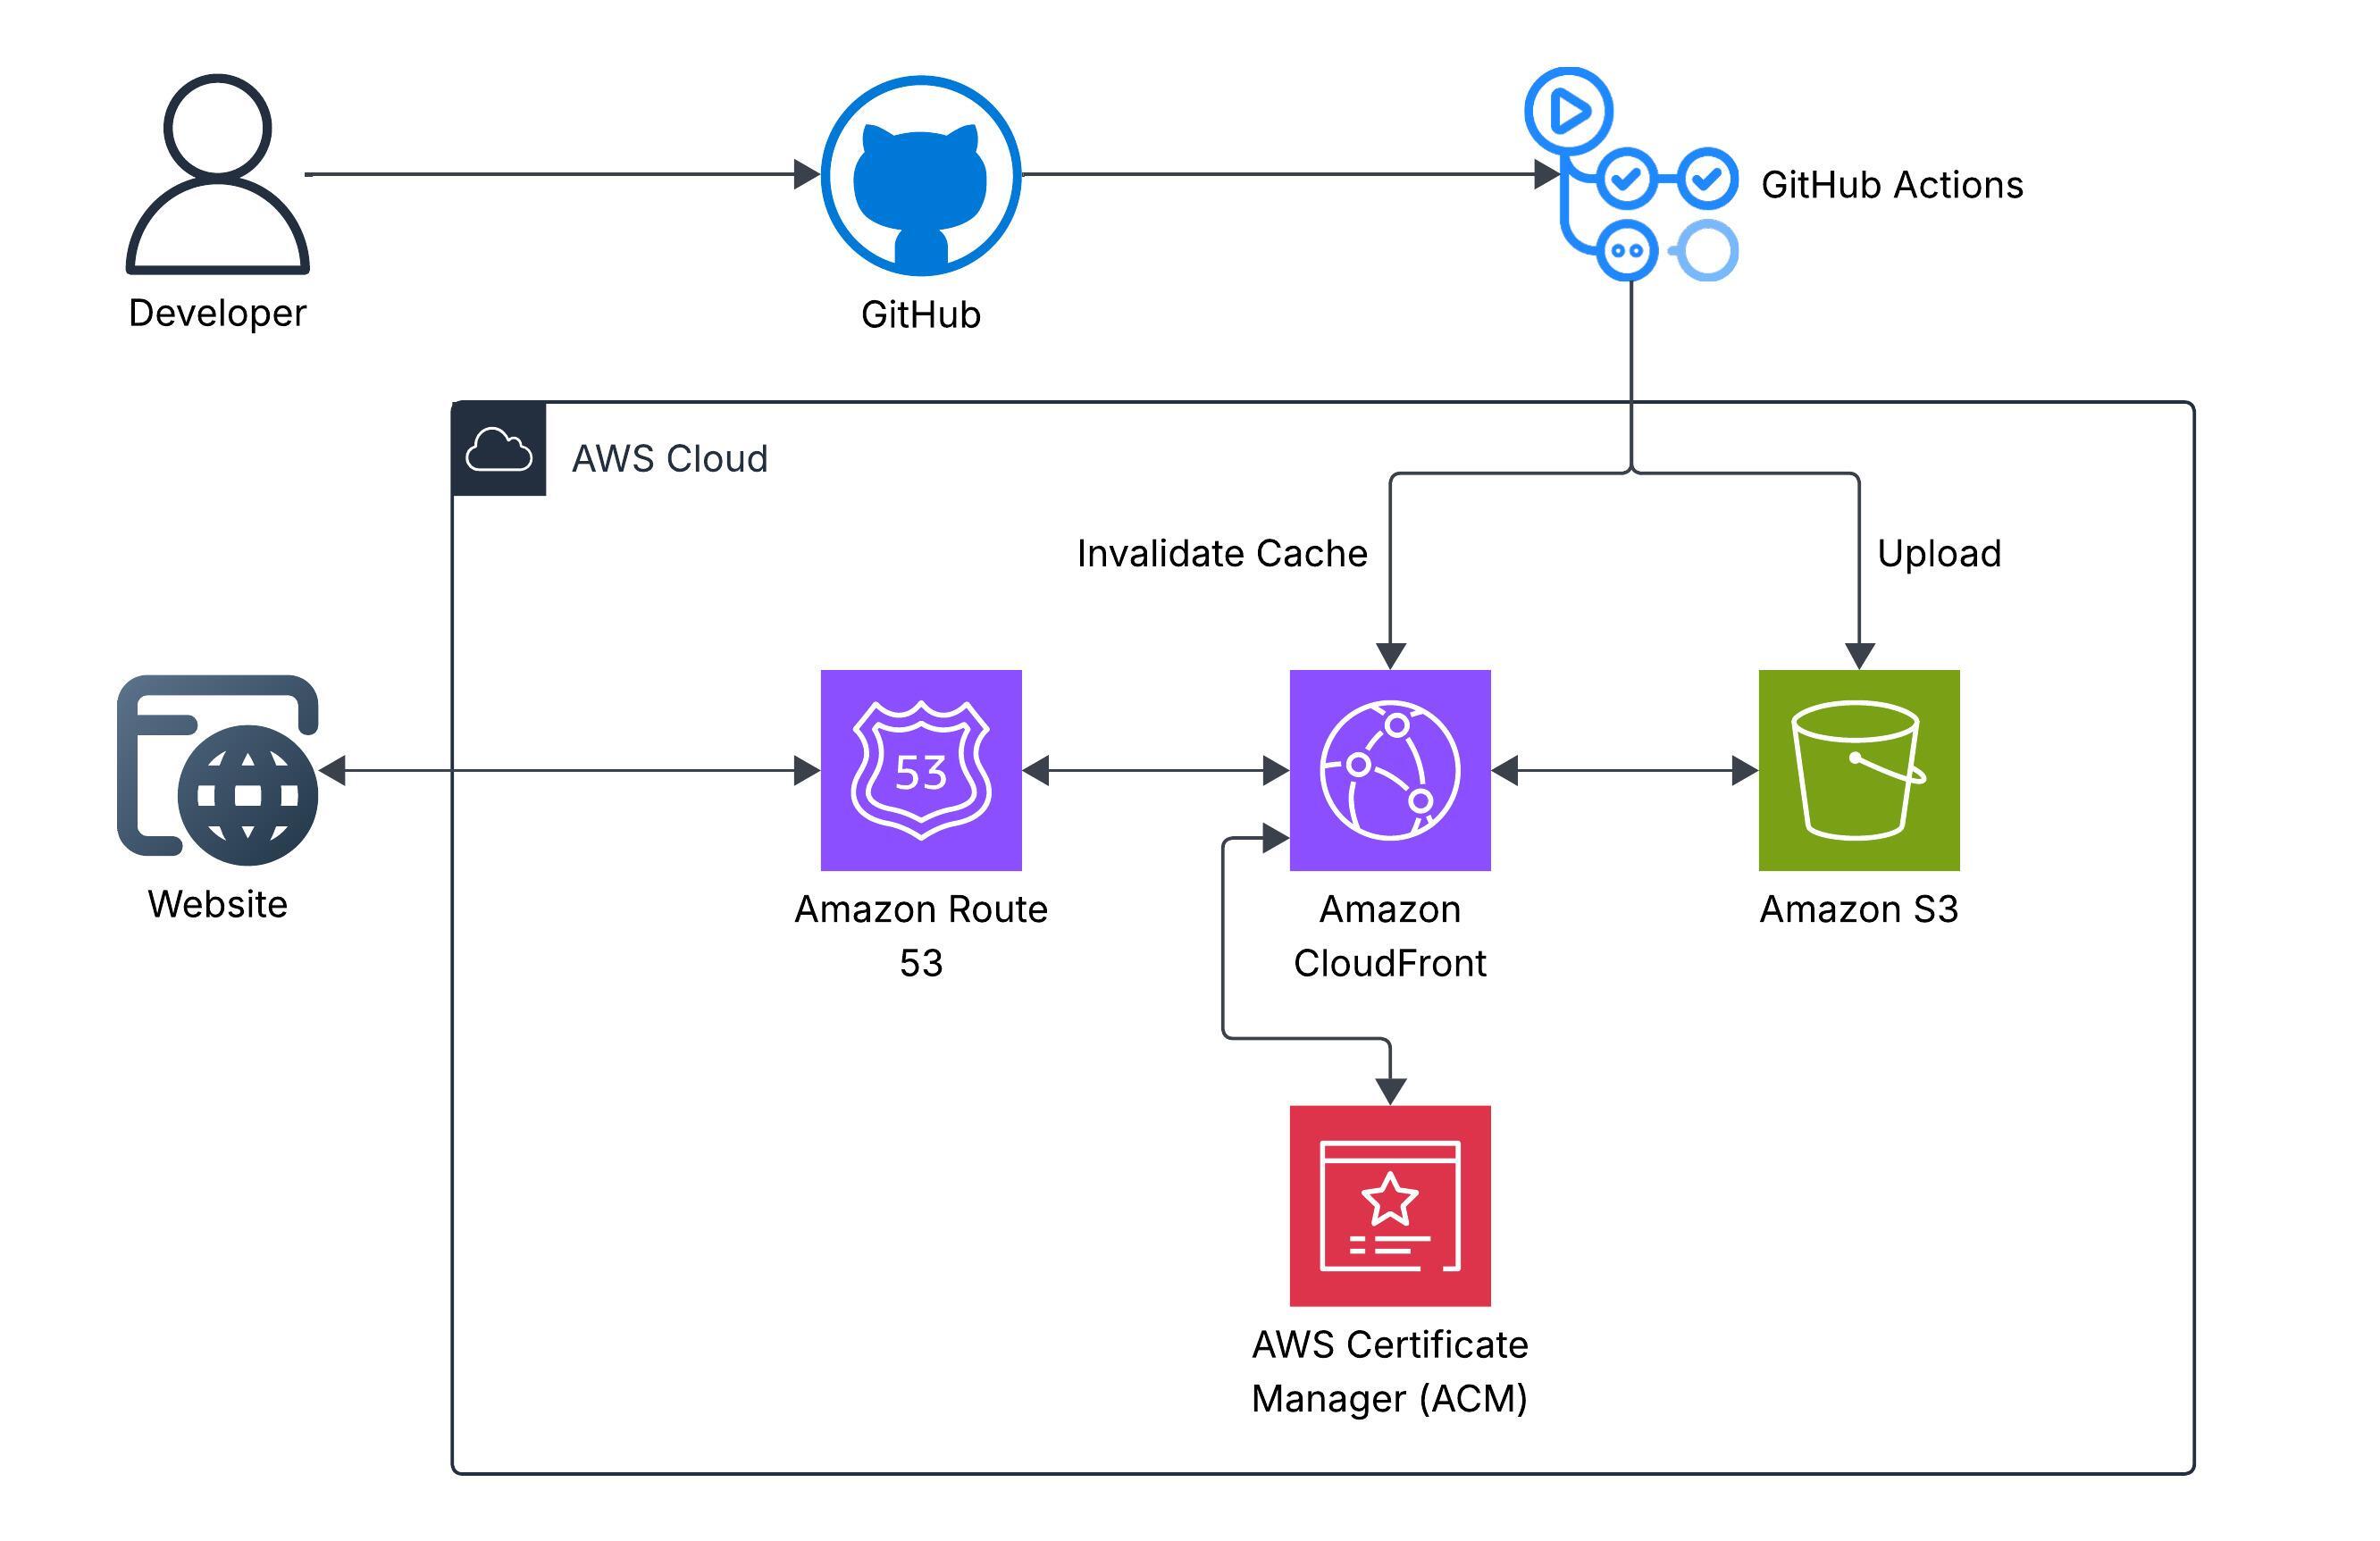 Developer
GitHub
GitHub Actions
AWS Cloud
Invalidate Cache
Upload
Website
53
Amazon Route
53
Amazon
CloudFront
Amazon S3
AWS Certificate
Manager (ACM)